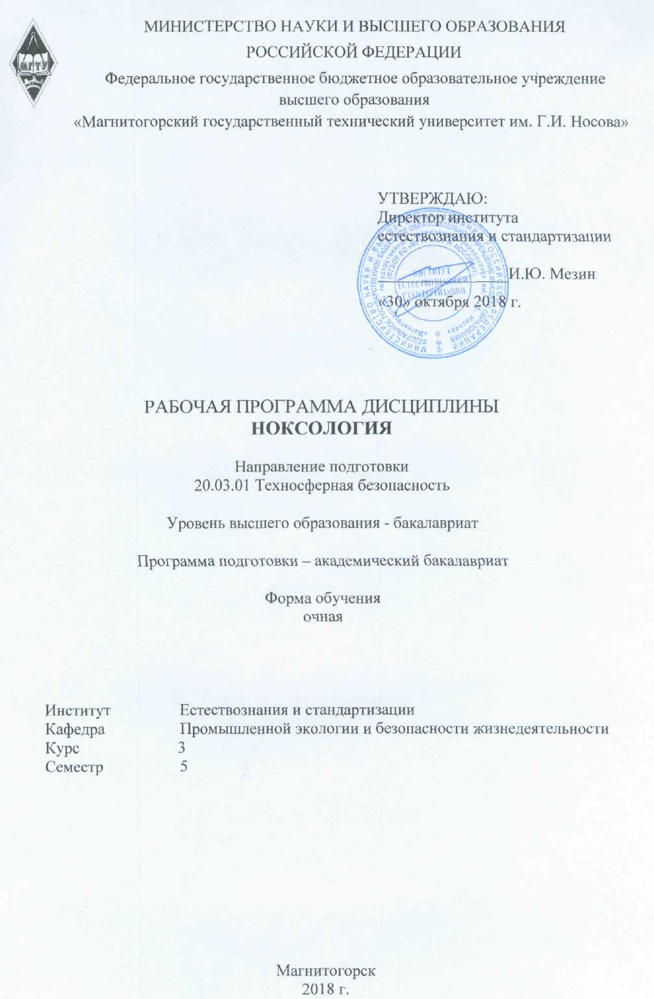 МИНИСТЕРСТВО НАУКИ И ВЫСШЕГО ОБРАЗОВАНИЯ
РОССИЙСКОЙ ФЕДЕРАЦИИ
Федеральное государственное бюджетное образовательное учреждение
высшего образования
«Магнитогорский государственный технический университет им. Г.И. Носова»
МГТУ
УТВЕРЖДАЮ:
Директор института
естествознания и стандартизации
И.Ю. Мезин
«30» октября 2018 г.
ИНСТИТУТ
ЕСТЕСТВОЗНАНИЯ И
СТАНДАРТИЗАЦИИ
РАБОЧАЯ ПРОГРАММА ДИСЦИПЛИНЫ
НОКСОЛОГИЯ
Направление подготовки
20.03.01 Техносферная безопасность
Уровень высшего образования - бакалавриат
Программа подготовки – академический бакалавриат
Форма обучения
очная
Институт Естествознания и стандартизации
Кафедра Промышленной экологии и безопасности жизнедеятельности
Курс 3
Семестр 5
Магнитогорск
2018 г.